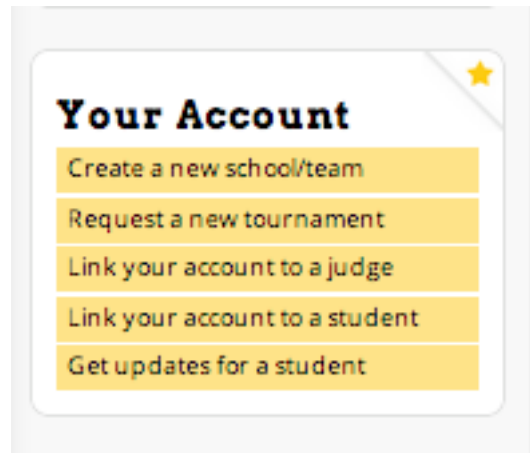 Your Account
Create a new school/team
Request a new tournament
Link your account to a judge
Link your account to a student
Get updates for a student